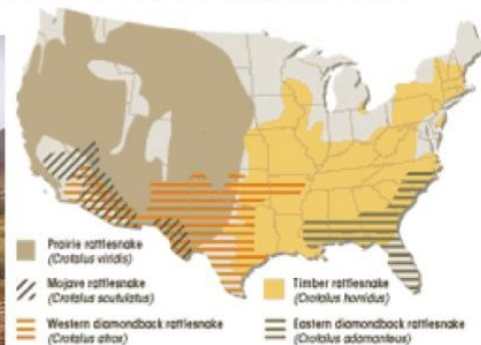 Prairie rattlesnake
(Crotalus viridis)
Mojave rattlesnake
(Crotalus scutulatus)
Western diamondback rattlesnake
(Crotalus atrox)
Timber rattlesnake
(Crotalus horridus)
Eastern diamondback rattlesnake
(Crotalus adamanteus)